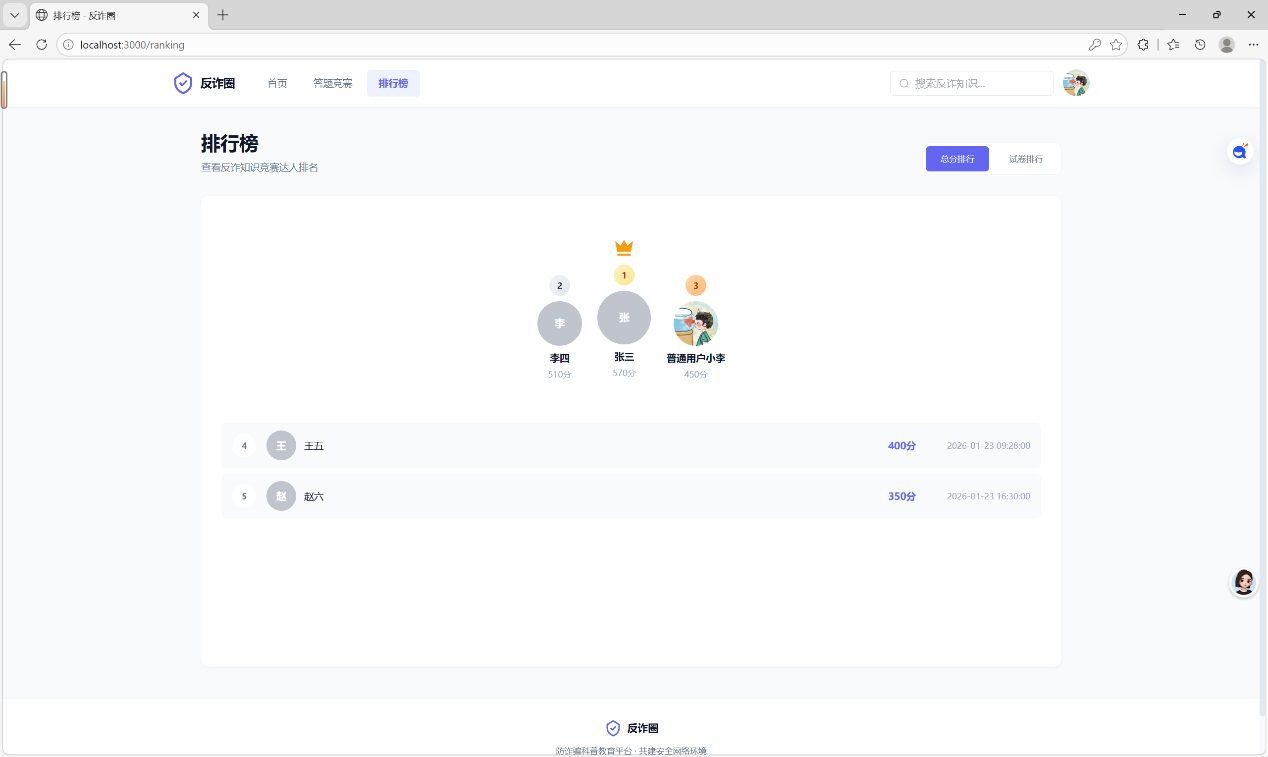 排行榜 - 反诈圈
localhost:3000/ranking
反诈圈 首页 答题竞赛 排行榜 搜索反诈知识...
排行榜
查看反诈知识竞赛达人排名
总分排行 试卷排行
1
2 3
李 张
李四 张三 普通用户小李
510分 570分 450分
4 王 王五 400分 2026-01-23 09:28:00
5 赵 赵六 350分 2026-01-23 16:30:00
反诈圈
防诈骗科普教育平台 · 共建安全网络环境